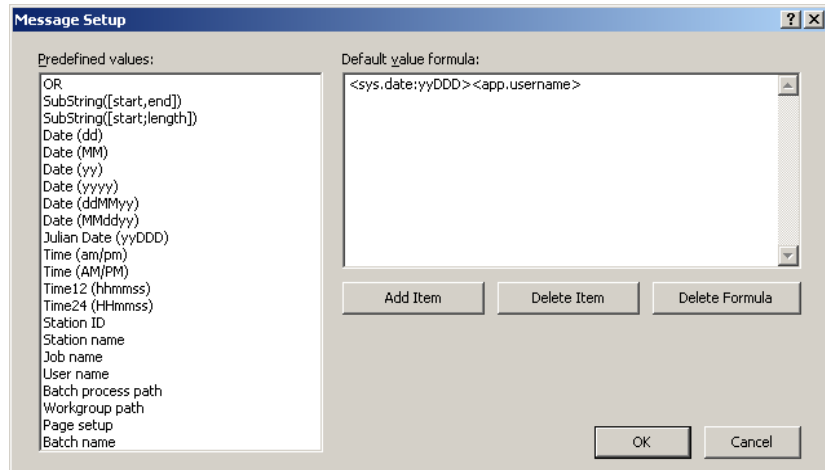 Message Setup
Predefined values:
OR
SubString([start,end])
SubString([start;length])
Date (dd)
Date (MM)
Date (yy)
Date (yyyy)
Date (ddMMyy)
Date (MMddyy)
Julian Date (yyDDD)
Time (am/pm)
Time (AM/PM)
Time12 (hhmmss)
Time24 (HHmmss)
Station ID
Station name
Job name
User name
Batch process path
Workgroup path
Page setup
Batch name
Default value formula:
<sys.date:yyDDD><app.username>
Add Item
Delete Item
Delete Formula
OK
Cancel